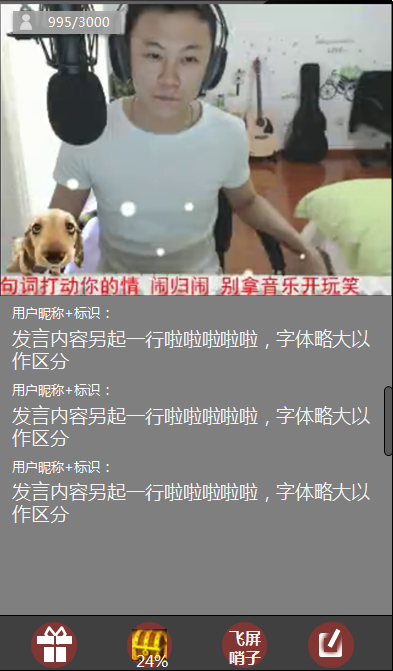 995/3000
句词打动你的情 闹归闹 别拿音乐开玩笑
用户昵称+标识：
发言内容另起一行啦啦啦啦啦，字体略大以
作区分
用户昵称+标识：
发言内容另起一行啦啦啦啦啦，字体略大以
作区分
用户昵称+标识：
发言内容另起一行啦啦啦啦啦，字体略大以
作区分
24%
飞屏
哨子